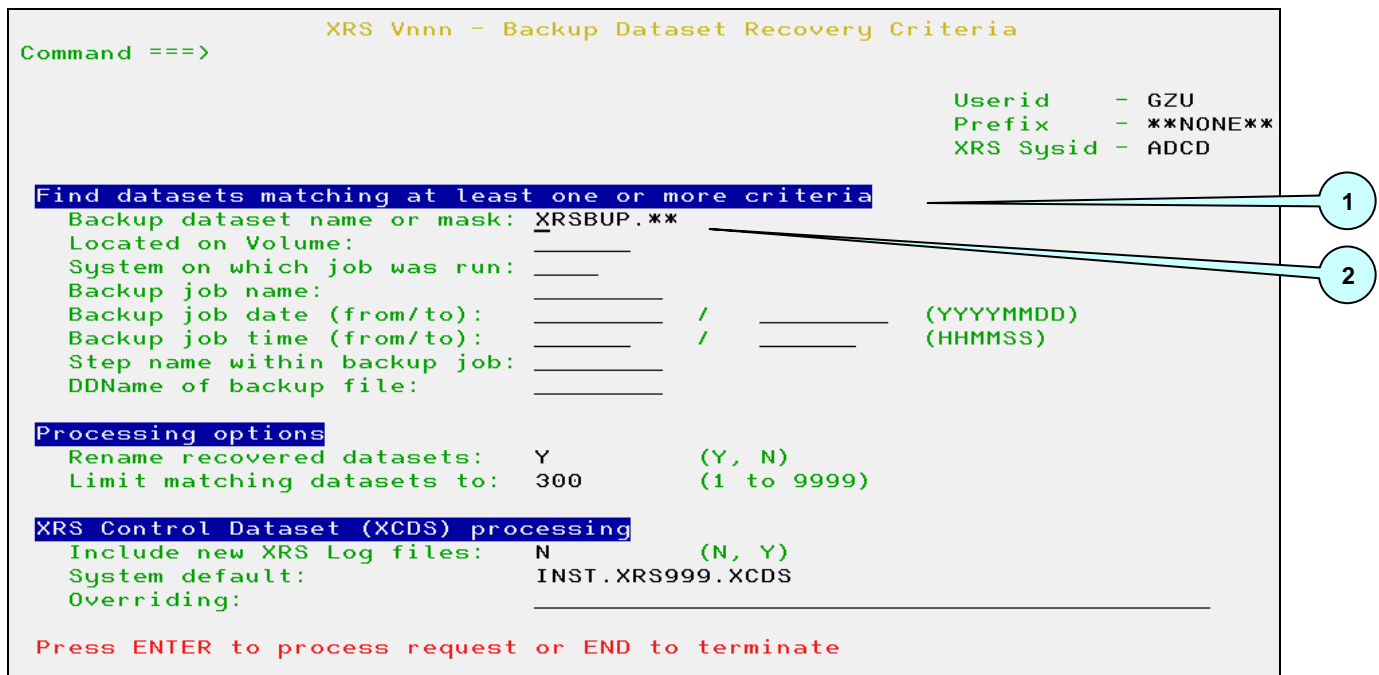 XRS Vnnn - Backup Dataset Recovery Criteria
Command ===>
Userid - GZU
Prefix - **NONE**
XRS Sysid - ADCD
Find datasets matching at least one or more criteria
1
Backup dataset name or mask: XRSBUP.**
Located on Volume:
System on which job was run:
2
Backup job name:
Backup job date (from/to): / (YYYYMMDD)
Backup job time (from/to): / (HHMMSS)
Step name within backup job:
DDName of backup file:
Processing options
Rename recovered datasets: Y (Y, N)
Limit matching datasets to: 300 (1 to 9999)
XRS Control Dataset (XCDS) processing
Include new XRS Log files: N (N, Y)
System default: INST.XRS999.XCDS
Overriding:
Press ENTER to process request or END to terminate